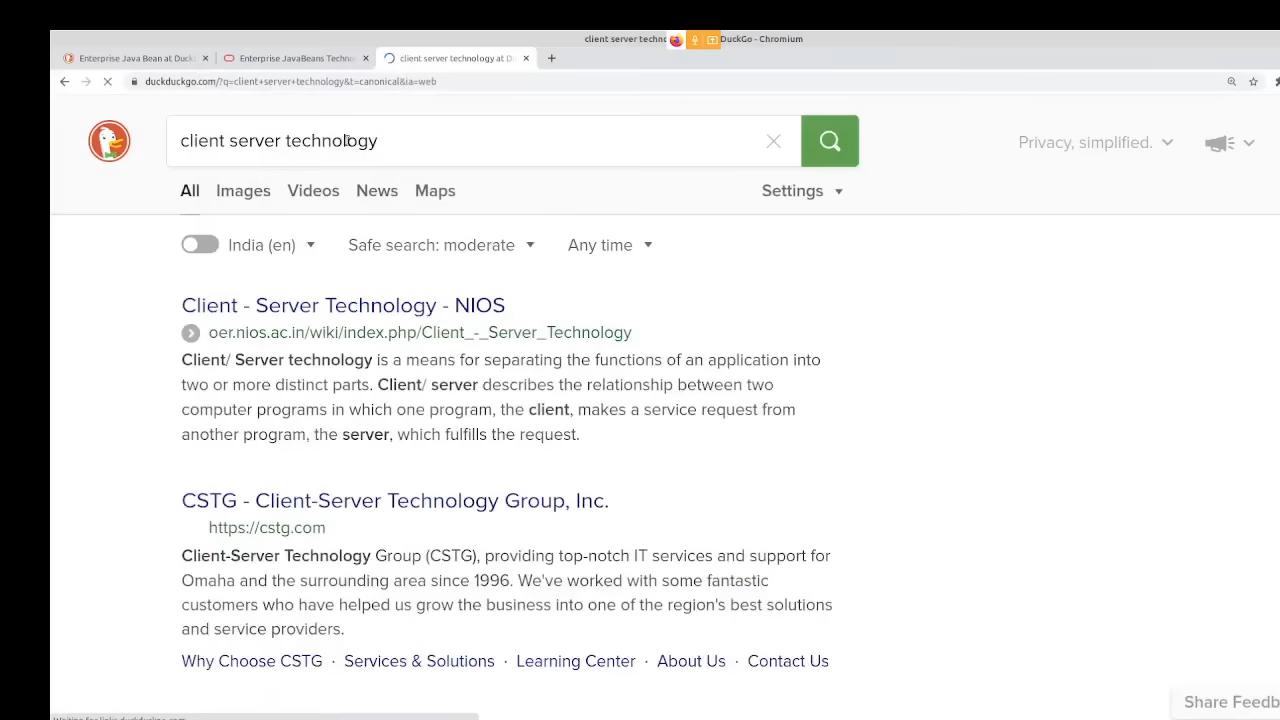 client server techno DuckGo - Chromium
Enterprise Java Bean at Duck
Enterprise JavaBeans Techn
client server technology at D
duckduckgo.com/?q=client+server+technology&t=canonical&ia=web
client server technology
Privacy, simplified.
All Images Videos News Maps Settings
India (en) Safe search: moderate Any time
Client - Server Technology - NIOS
oer.nios.ac.in/wiki/index.php/Client_-_Server_Technology
Client/ Server technology is a means for separating the functions of an application into
two or more distinct parts. Client/ server describes the relationship between two
computer programs in which one program, the client, makes a service request from
another program, the server, which fulfills the request.
CSTG - Client-Server Technology Group, Inc.
https://cstg.com
Client-Server Technology Group (CSTG), providing top-notch IT services and support for
Omaha and the surrounding area since 1996. We've worked with some fantastic
customers who have helped us grow the business into one of the region's best solutions
and service providers.
Why Choose CSTG · Services & Solutions · Learning Center · About Us · Contact Us
Share Feedb